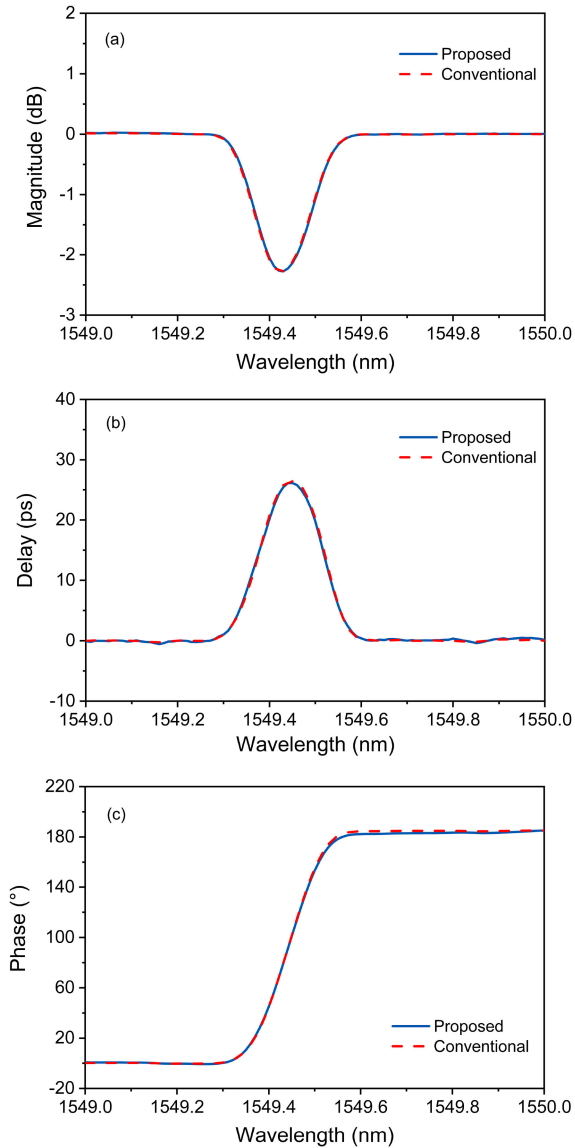 (a)
Proposed
Conventional
2
1
0
-1
-2
-3
Magnitude (dB)
1549.0 1549.2 1549.4 1549.6 1549.8 1550.0
Wavelength (nm)
(b)
Proposed
Conventional
40
30
20
10
0
-10
Delay (ps)
1549.0 1549.2 1549.4 1549.6 1549.8 1550.0
Wavelength (nm)
(c)
220
180
140
100
60
20
-20
Phase (°)
Proposed
Conventional
1549.0 1549.2 1549.4 1549.6 1549.8 1550.0
Wavelength (nm)